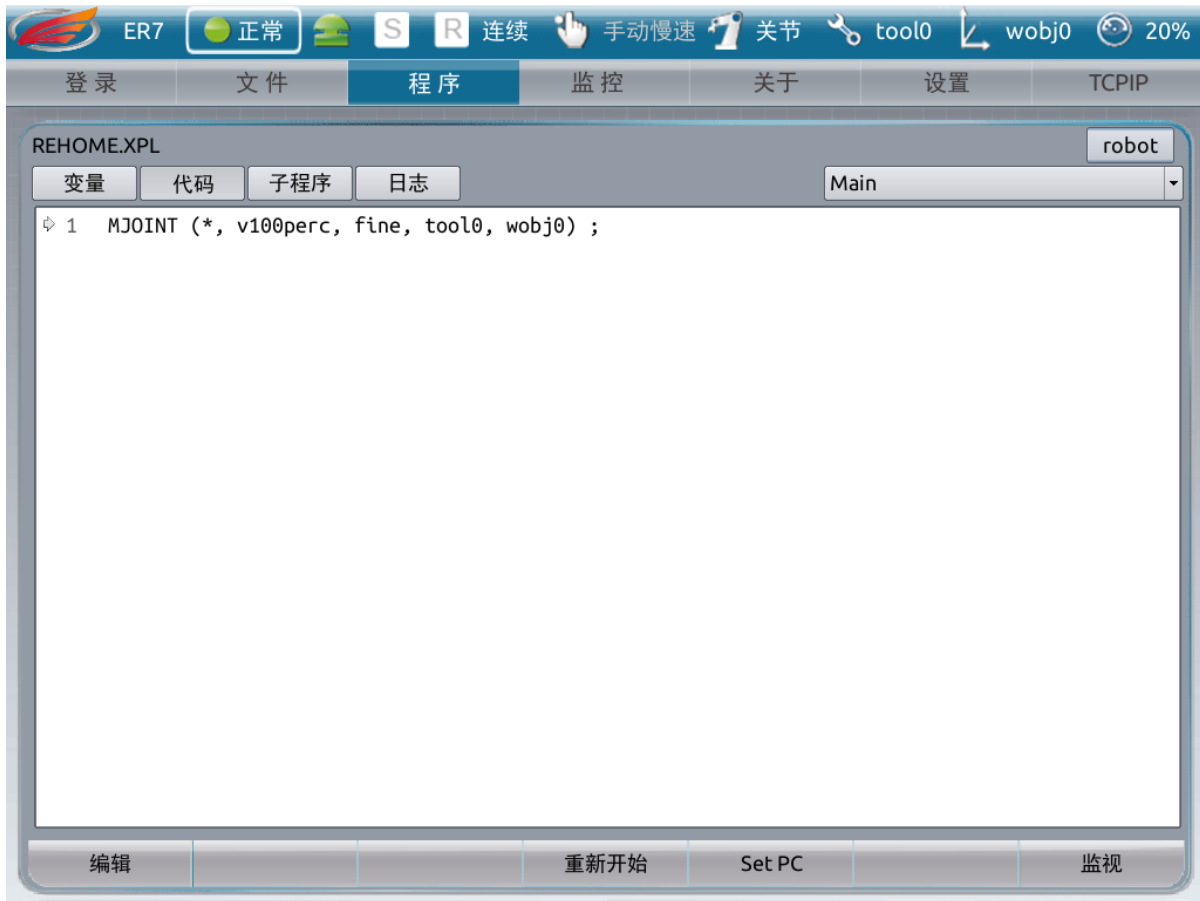 ER7 正常 S R 连续 手动慢速 关节 tool0 wobj0 20%
登录 文件 程序 监控 关于 设置 TCPIP
REHOME.XPL robot
变量 代码 子程序 日志 Main
1 MJOINT (*, v100perc, fine, tool0, wobj0) ;
编辑 重新开始 Set PC 监视